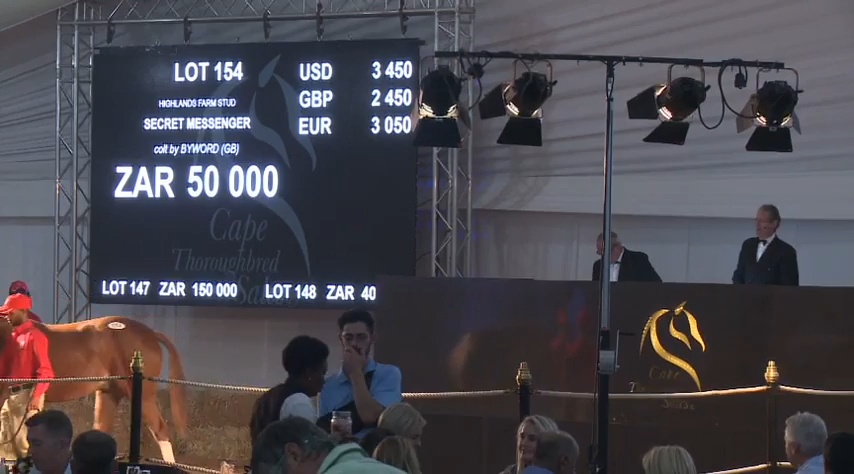 LOT 154
USD 3 450
HIGHLANDS FARM STUD
GBP 2 450
SECRET MESSENGER
EUR 3 050
colt by BYWORD (GB)
ZAR 50 000
Cape
Thoroughbred
Sales
LOT 147 ZAR 150 000 LOT 148 ZAR 40
Cape